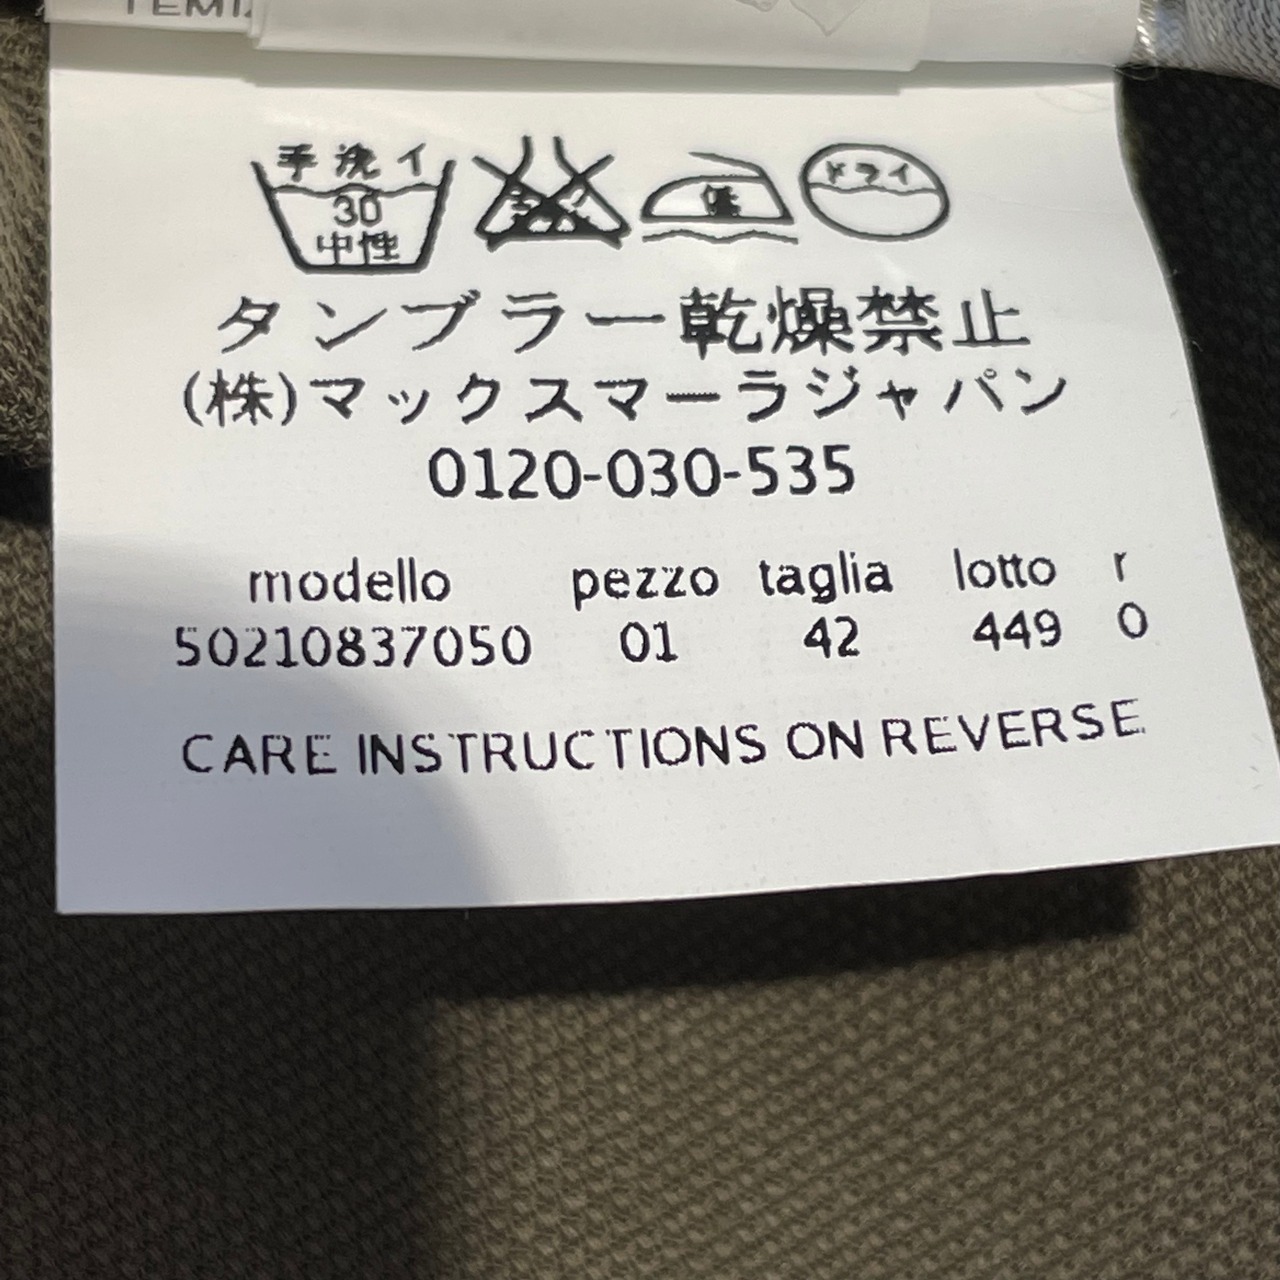 手洗イ
30
中性
低
ドライ
タンブラー乾燥禁止
(株)マックスマーラジャパン
0120-030-535
modello pezzo taglia lotto r
50210837050 01 42 449 0
CARE INSTRUCTIONS ON REVERSE